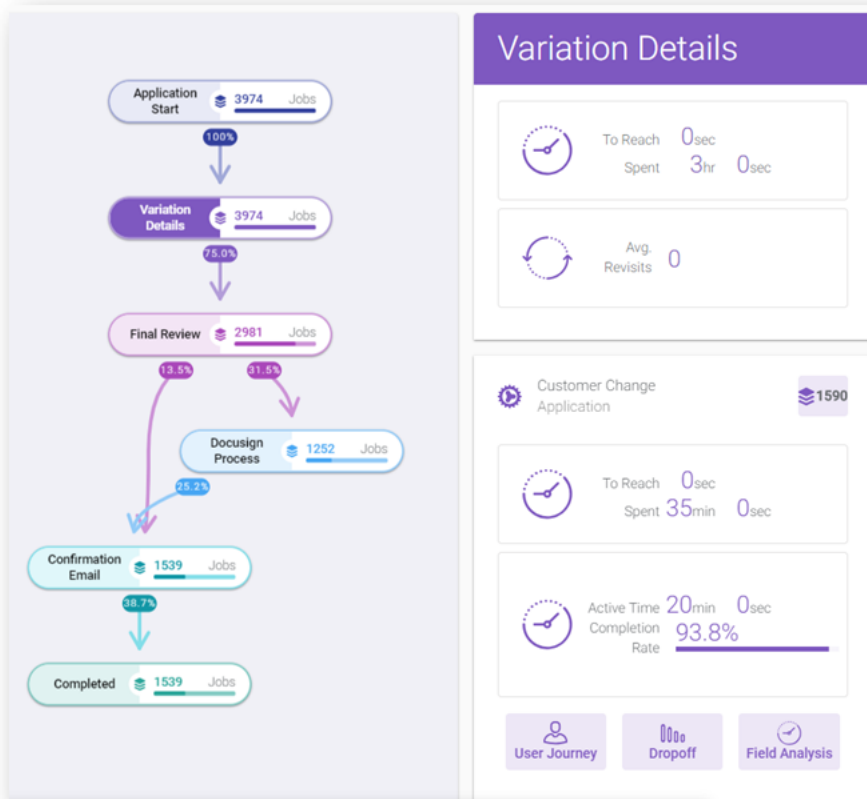 Application
Start
3974 Jobs
100%
Variation
Details
3974 Jobs
75.0%
Final Review
2981 Jobs
13.5%
31.5%
Docusign
Process
1252 Jobs
25.2%
Confirmation
Email
1539 Jobs
38.7%
Completed
1539 Jobs
Variation Details
To Reach 0sec
Spent 3hr 0sec
Avg.
Revisits 0
Customer Change
Application
1590
To Reach 0sec
Spent 35min 0sec
Active Time 20min 0sec
Completion
Rate 93.8%
User Journey
Dropoff
Field Analysis